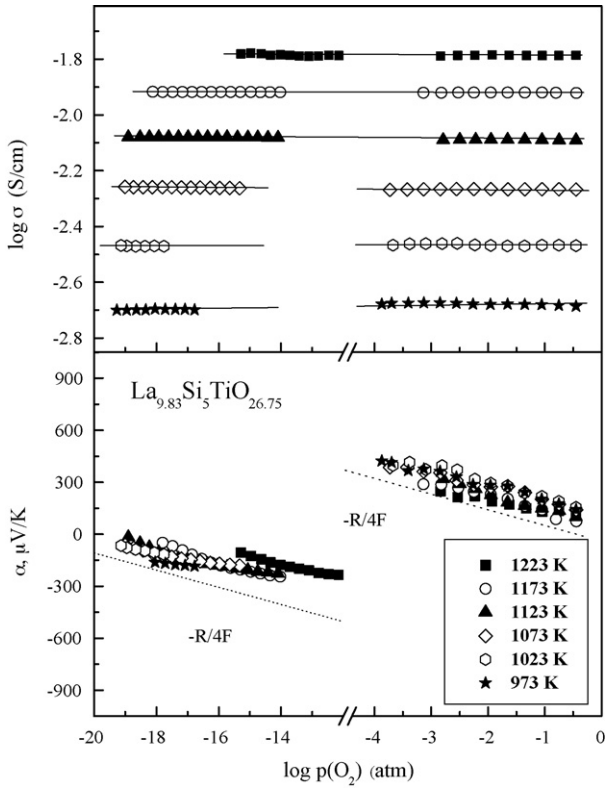 -1.8
-2.0
-2.2
-2.4
-2.6
-2.8
log σ (S/cm)
La9.83Si5TiO26.75
900
600
300
0
-300
-600
-900
α, μV/K
-R/4F
-R/4F
1223 K
1173 K
1123 K
1073 K
1023 K
973 K
-20 -18 -16 -14 -4 -3 -2 -1 0
log p(O2) (atm)